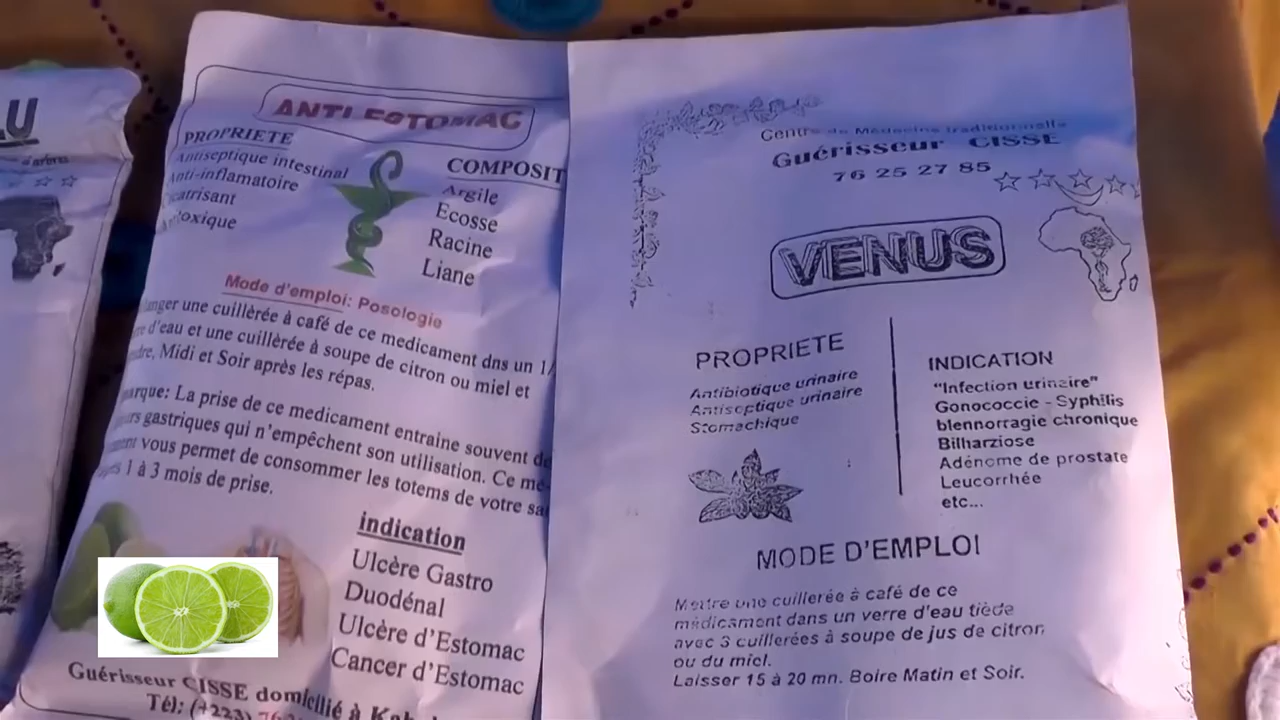 LU
ANTI ESTOMAC
PROPRIETE
Antiseptique intestinal
Anti-inflamatoire
COMPOSIT
Argile
Ecosse
Racine
Liane
Mode d'emploi: Posologie
une cuillèrée à café de ce medicament dns un 1/
d'eau et une cuillèrée à soupe de citron ou miel et
Midi et Soir après les répas.
La prise de ce medicament entraine souvent
gastriques qui n'empêchent son utilisation. Ce
vous permet de consommer les totems de votre
1 à 3 mois de prise.
indication
Ulcère Gastro
Duodénal
Ulcère d'Estomac
Cancer d'Estomac
Guérisseur CISSE domicilié à
Tél: (+223)
Centre de Médecine traditionnelle
Guérisseur CISSE
76 25 27 85
VENUS
PROPRIETE
Antibiotique urinaire
Antiseptique urinaire
Stomachique
INDICATION
"Infection urinaire"
Gonococcie - Syphilis
blennorragie chronique
Bilharziose
Adénome de prostate
Leucorrhée
etc...
MODE D'EMPLOI
Mettre une cuillerée à café de ce
médicament dans un verre d'eau tiède
avec 3 cuillerées à soupe de jus de citron
ou du miel.
Laisser 15 à 20 mn. Boire Matin et Soir.